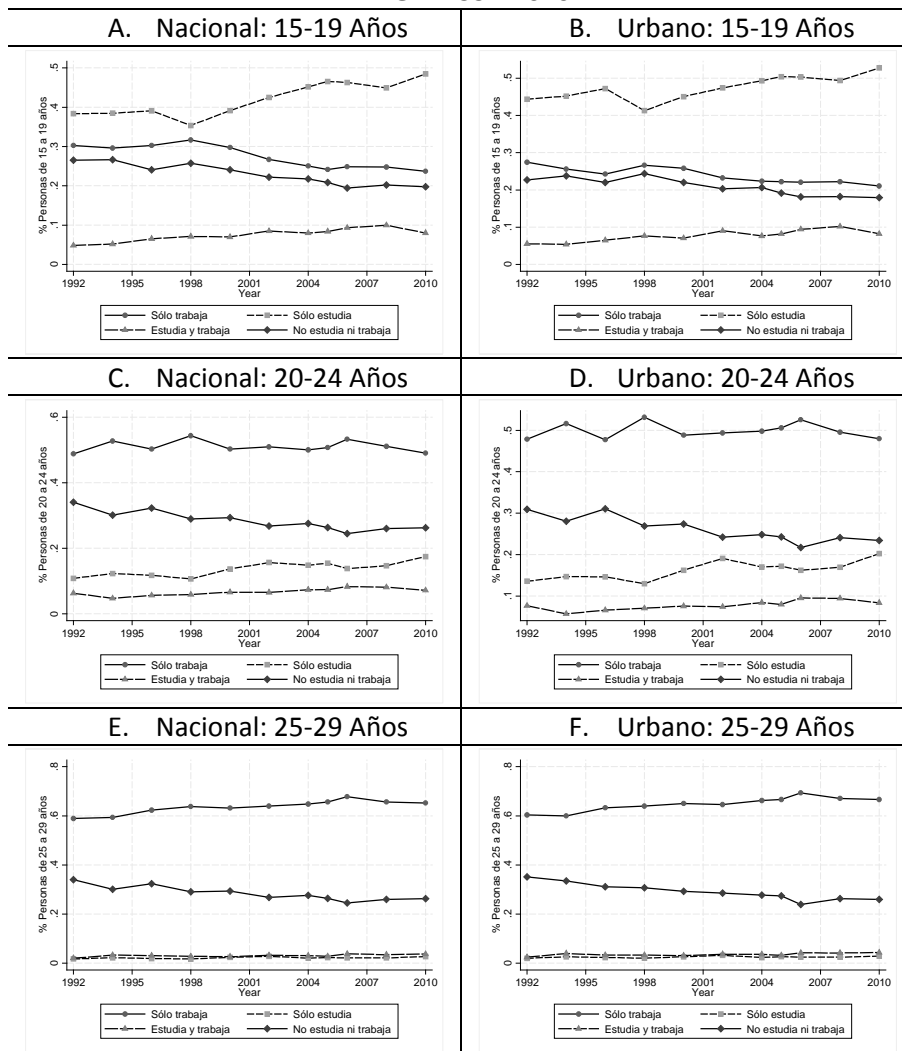 A. Nacional: 15-19 Años
B. Urbano: 15-19 Años
% Personas de 15 a 19 años
0 .1 .2 .3 .4 .5
1992 1995 1998 2001 2004 2007 2010
Year
Sólo trabaja Sólo estudia
Estudia y trabaja No estudia ni trabaja
% Personas de 15 a 19 años
0 .1 .2 .3 .4 .5
1992 1995 1998 2001 2004 2007 2010
Year
Sólo trabaja Sólo estudia
Estudia y trabaja No estudia ni trabaja
C. Nacional: 20-24 Años
D. Urbano: 20-24 Años
% Personas de 20 a 24 años
0 .2 .4 .6
1992 1995 1998 2001 2004 2007 2010
Year
Sólo trabaja Sólo estudia
Estudia y trabaja No estudia ni trabaja
% Personas de 20 a 24 años
.1 .2 .3 .4 .5
1992 1995 1998 2001 2004 2007 2010
Year
Sólo trabaja Sólo estudia
Estudia y trabaja No estudia ni trabaja
E. Nacional: 25-29 Años
F. Urbano: 25-29 Años
% Personas de 25 a 29 años
0 .2 .4 .6 .8
1992 1995 1998 2001 2004 2007 2010
Year
Sólo trabaja Sólo estudia
Estudia y trabaja No estudia ni trabaja
% Personas de 25 a 29 años
0 .2 .4 .6 .8
1992 1995 1998 2001 2004 2007 2010
Year
Sólo trabaja Sólo estudia
Estudia y trabaja No estudia ni trabaja